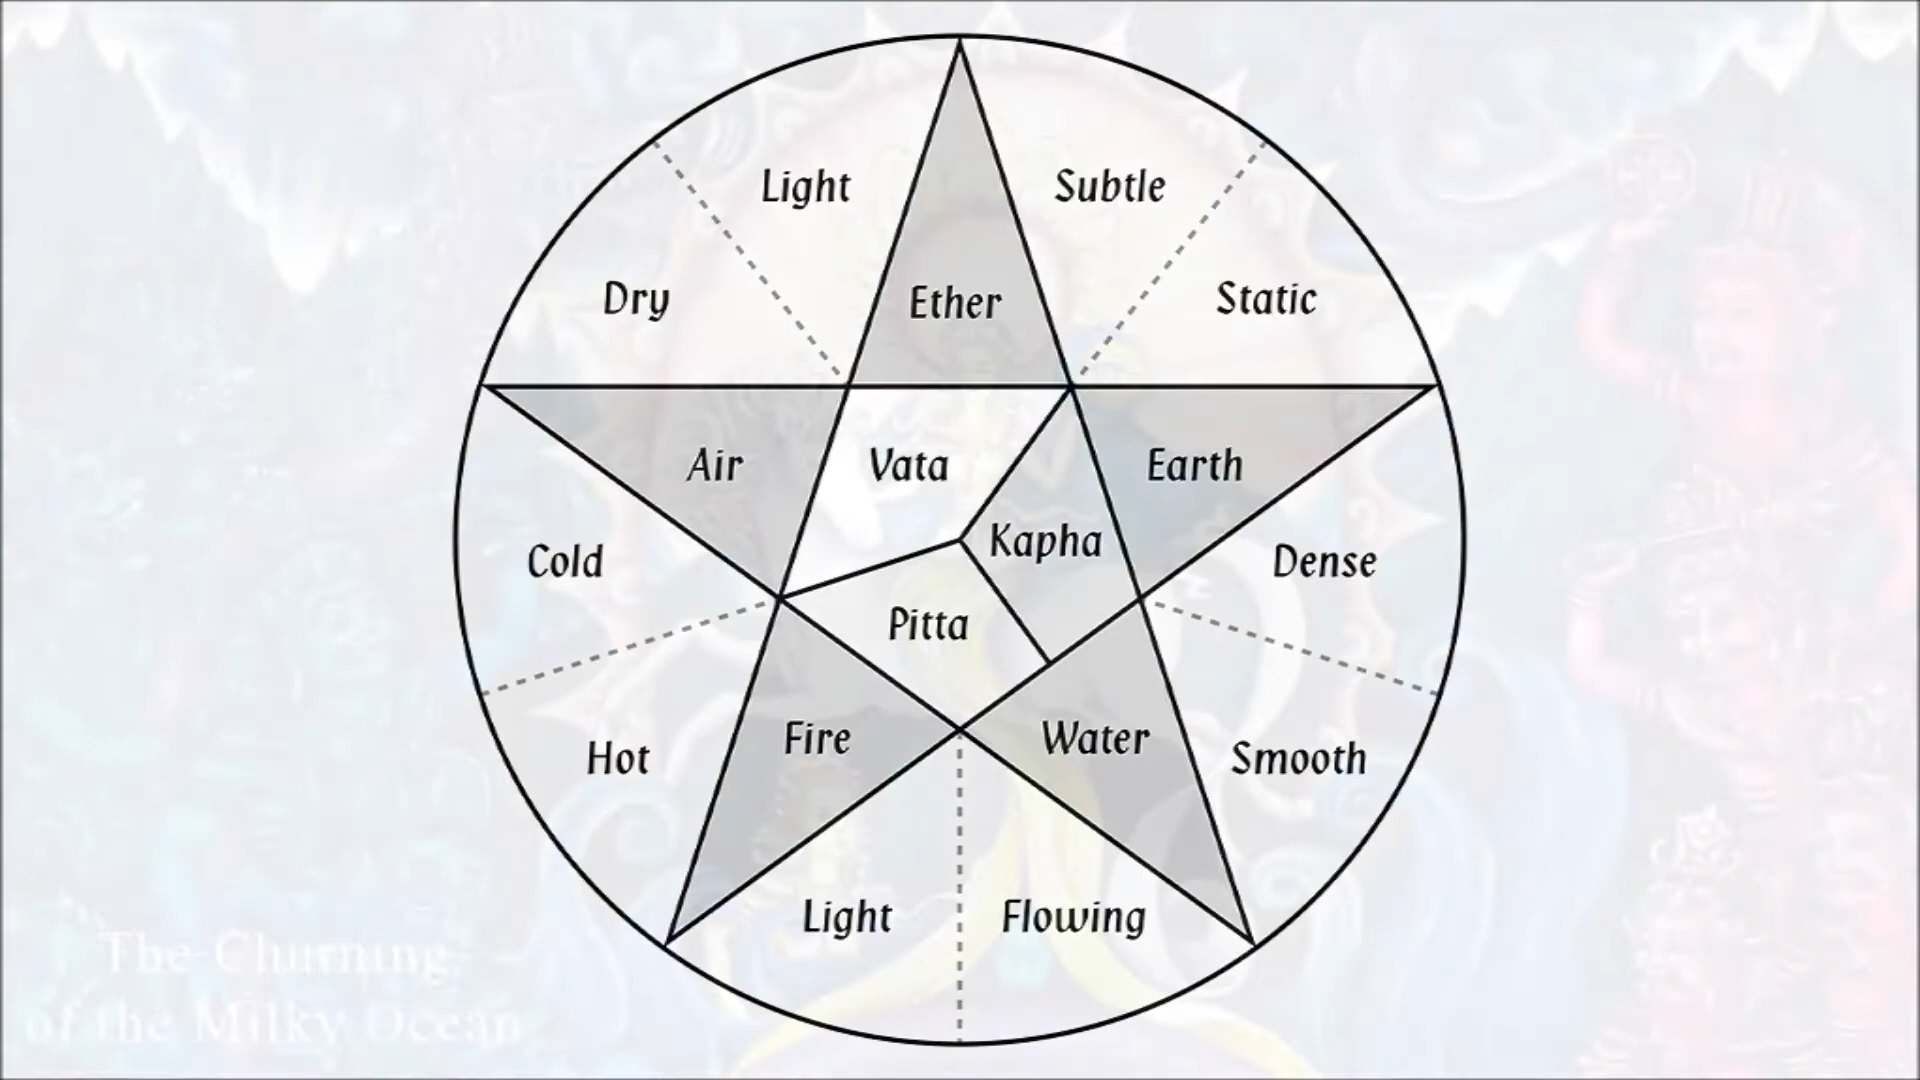 Light
Subtle
Dry
Ether
Static
Air
Vata
Earth
Kapha
Cold
Dense
Pitta
Fire
Water
Hot
Smooth
Light
Flowing
The Churning
of the Milky Ocean